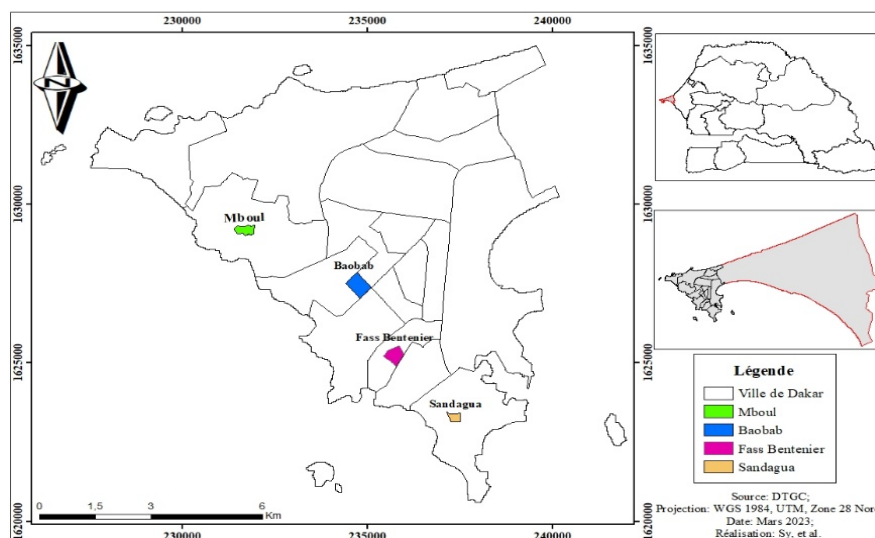 230000
235000
240000
1635000
1635000
N
1630000
1630000
Mboul
Baobab
Fass Bentenier
1625000
1625000
Sandagua
Légende
Ville de Dakar
Mboul
Baobab
Fass Bentenier
Sandagua
0 1,5 3 6
Km
1620000
1620000
230000
235000
240000
Source: DTGC;
Projection: WGS 1984, UTM, Zone 28 Nord
Date: Mars 2023;
Réalisation: Sy, et al.